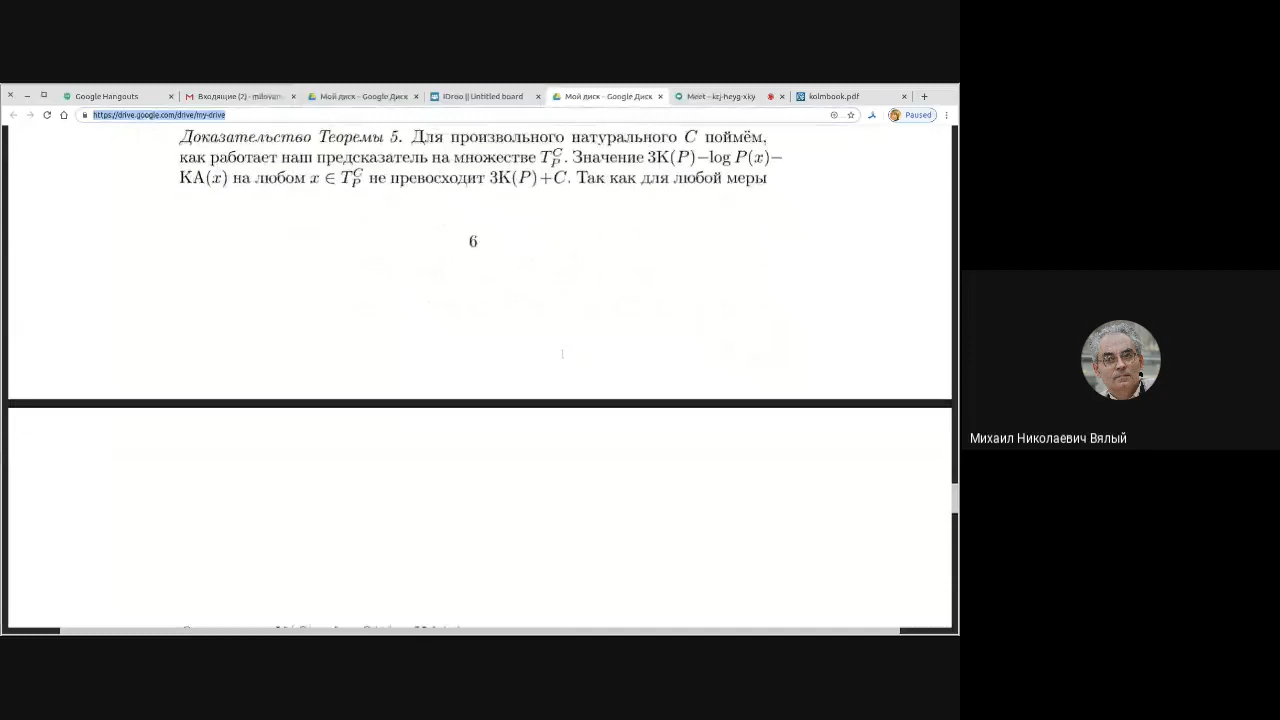 Google Hangouts
Входящие (2) - milovan
Мой диск - Google Диск
IDroo || Untitled board
Мой диск - Google Диск
Meet - kzj-heyg-xky
kolmbook.pdf
https://drive.google.com/drive/my-drive
Paused
Доказательство Теоремы 5. Для произвольного натурального C поймём,
как работает наш предсказатель на множестве T_P^C. Значение 3K(P)−log P(x)−
KA(x) на любом x ∈ T_P^C не превосходит 3K(P)+C. Так как для любой меры
6
Михаил Николаевич Вялый